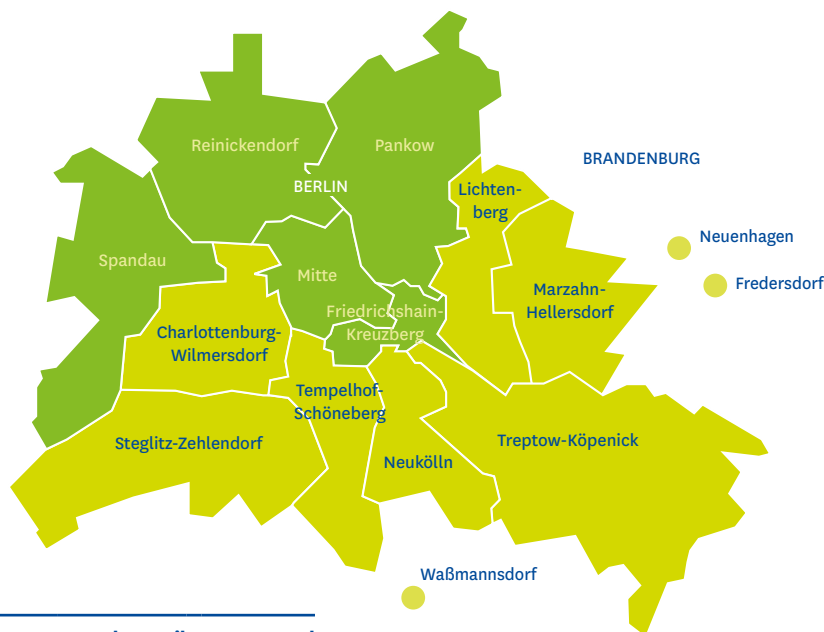 Reinickendorf
Pankow
BRANDENBURG
BERLIN
Lichten-
berg
Neuenhagen
Spandau
Mitte
Fredersdorf
Marzahn-
Hellersdorf
Friedrichshain-
Kreuzberg
Charlottenburg-
Wilmersdorf
Tempelhof-
Schöneberg
Steglitz-Zehlendorf
Treptow-Köpenick
Neukölln
Waßmannsdorf